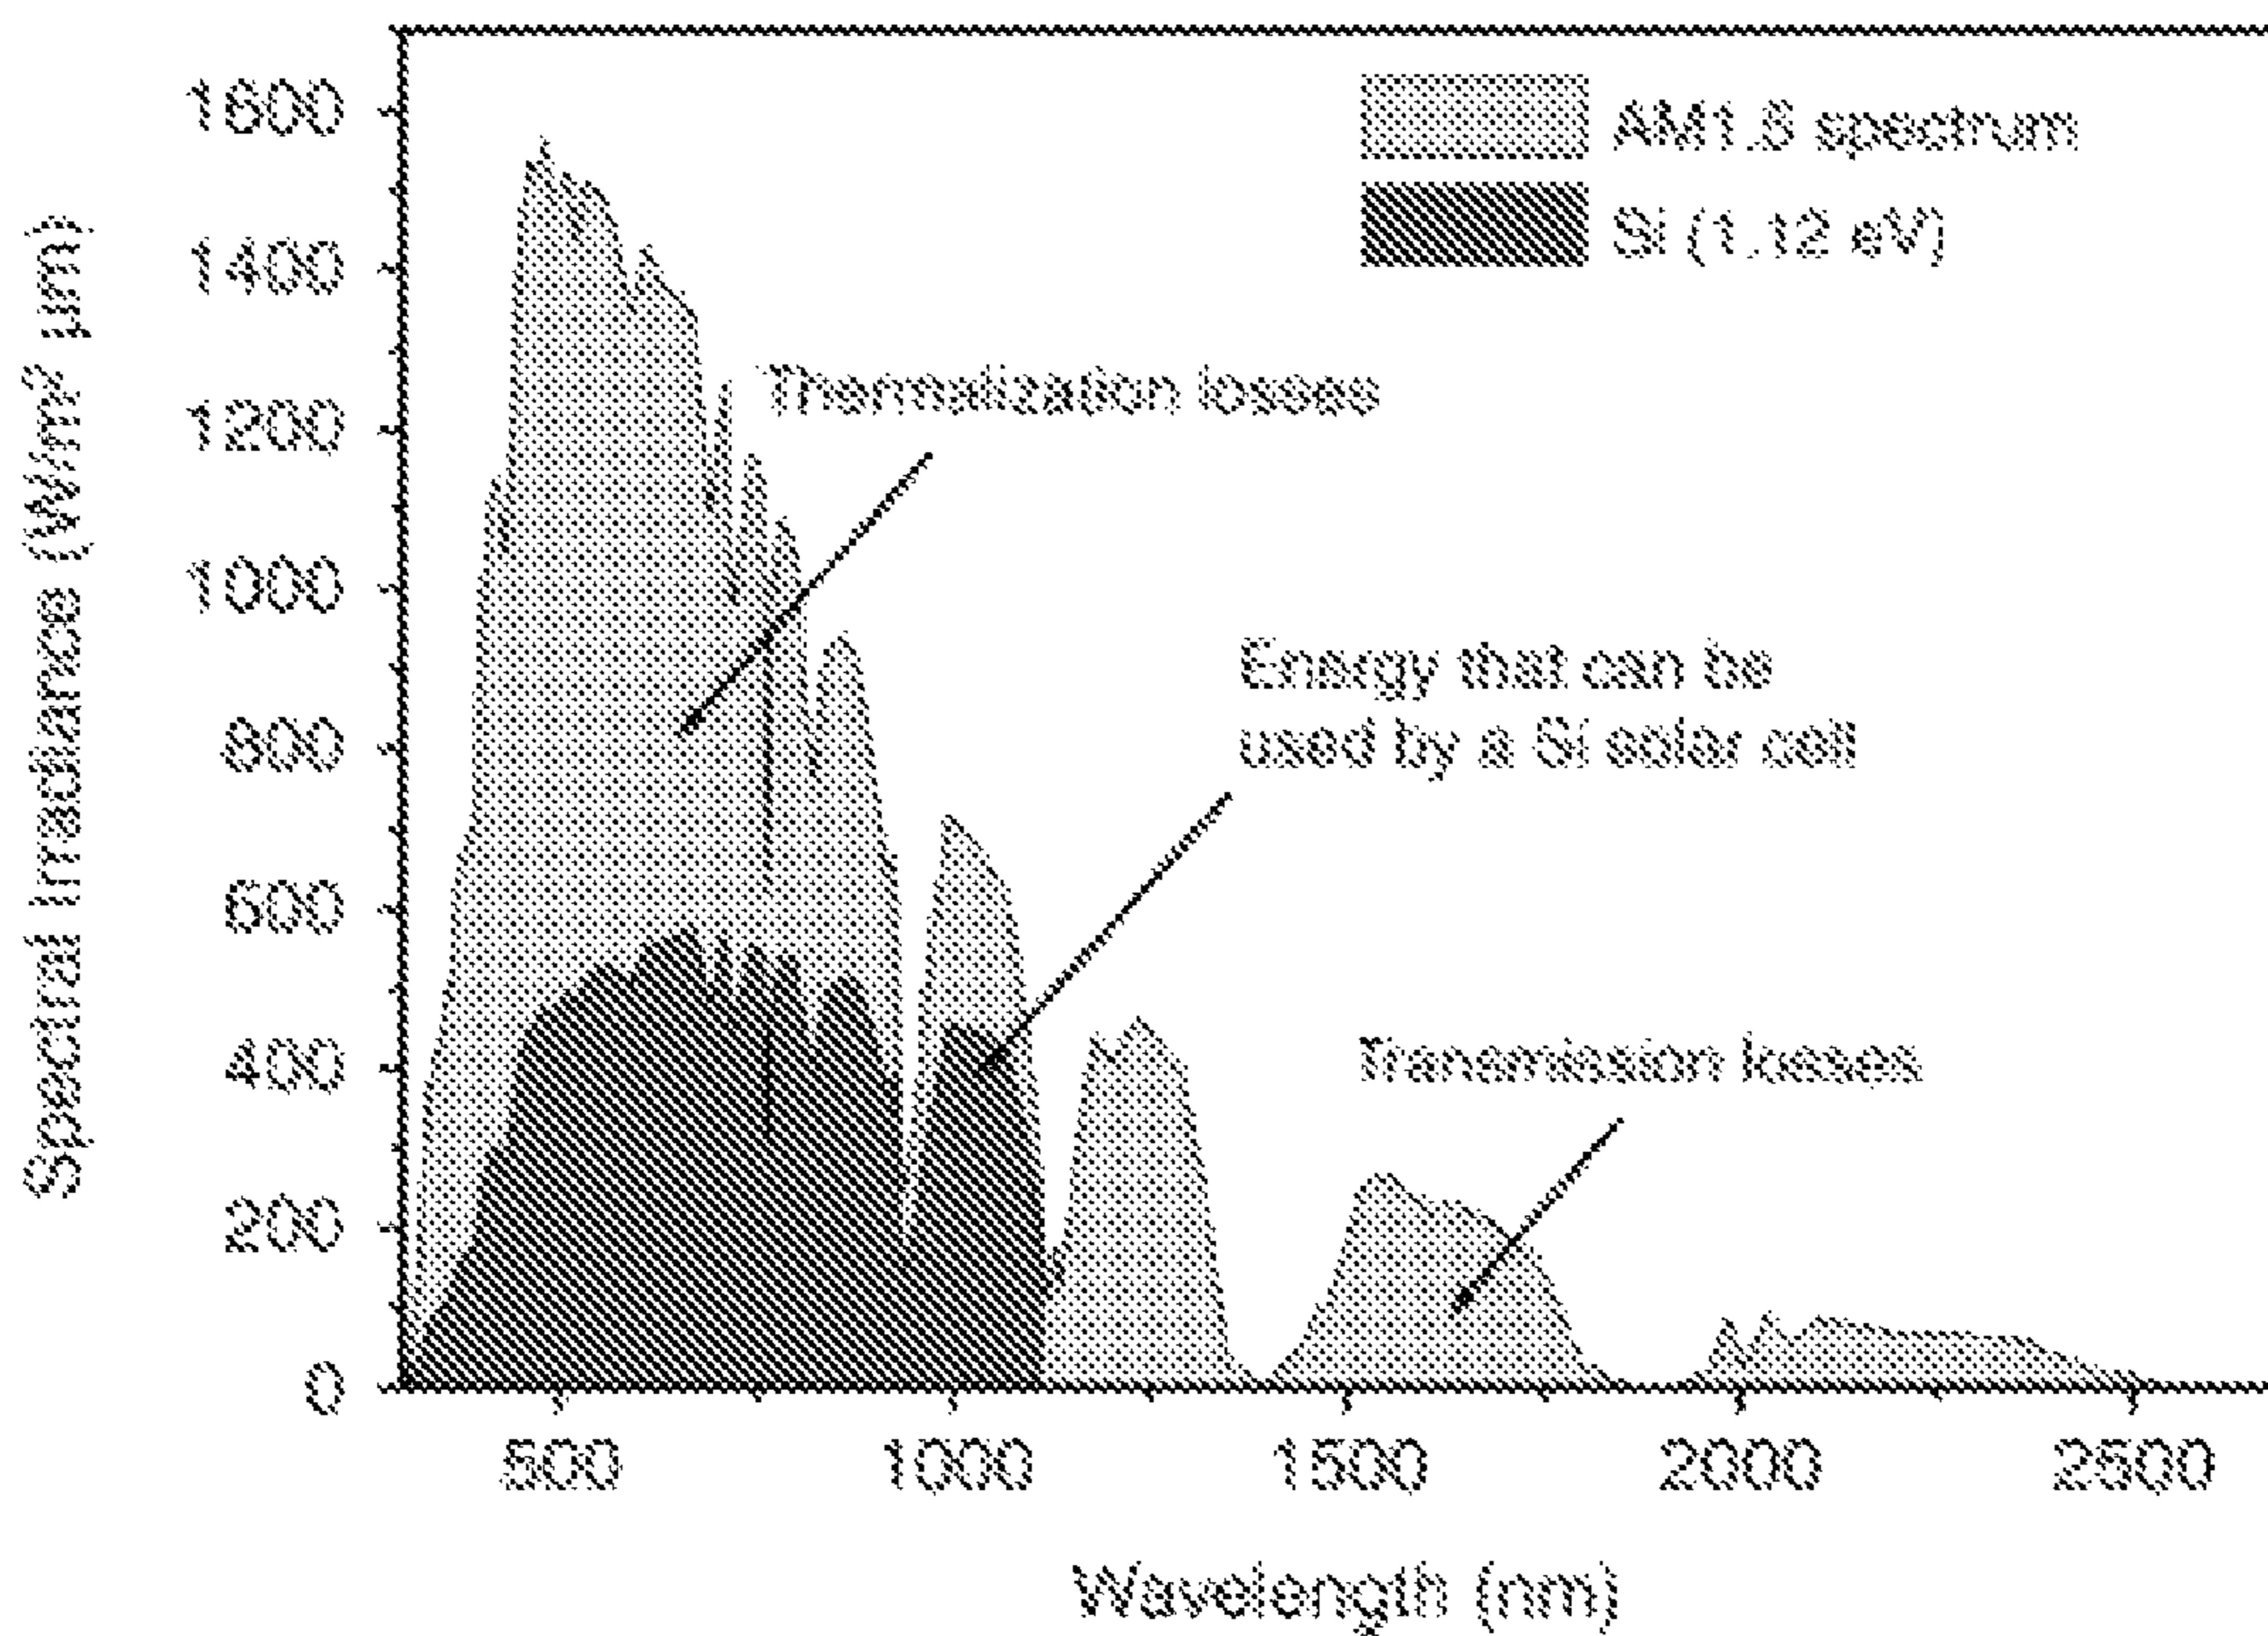 Spectral Irradiance (W/m² µm)
1600
1400
1200
1000
800
600
400
200
0
AM1.5 spectrum
Si (1.12 eV)
Thermalization losses
Energy that can be
used by a Si solar cell
Transmission losses
500
1000
1500
2000
2500
Wavelength (nm)